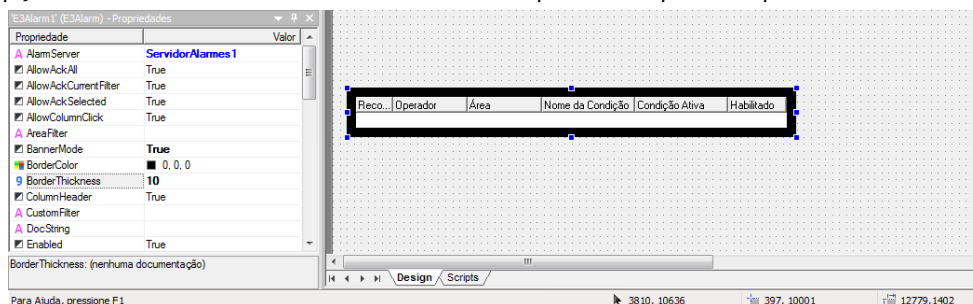 'E3Alarm1' (E3Alarm) - Propriedades
Propriedade Valor
AlarmServer ServidorAlarmes1
AllowAckAll True
AllowAckCurrentFilter True
AllowAckSelected True
AllowColumnClick True
AreaFilter
BannerMode True
BorderColor 0, 0, 0
BorderThickness 10
ColumnHeader True
CustomFilter
DocString
Enabled True
BorderThickness: (nenhuma documentação)
Reco... Operador Área Nome da Condição Condição Ativa Habilitado
Design Scripts
Para Ajuda, pressione F1
3810, 10636 397, 10001 12779,1402